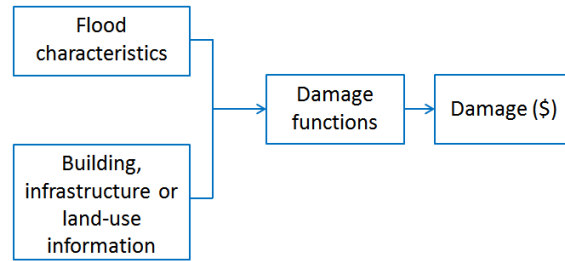 Flood
characteristics
Damage
functions
Damage ($)
Building,
infrastructure or
land-use
information